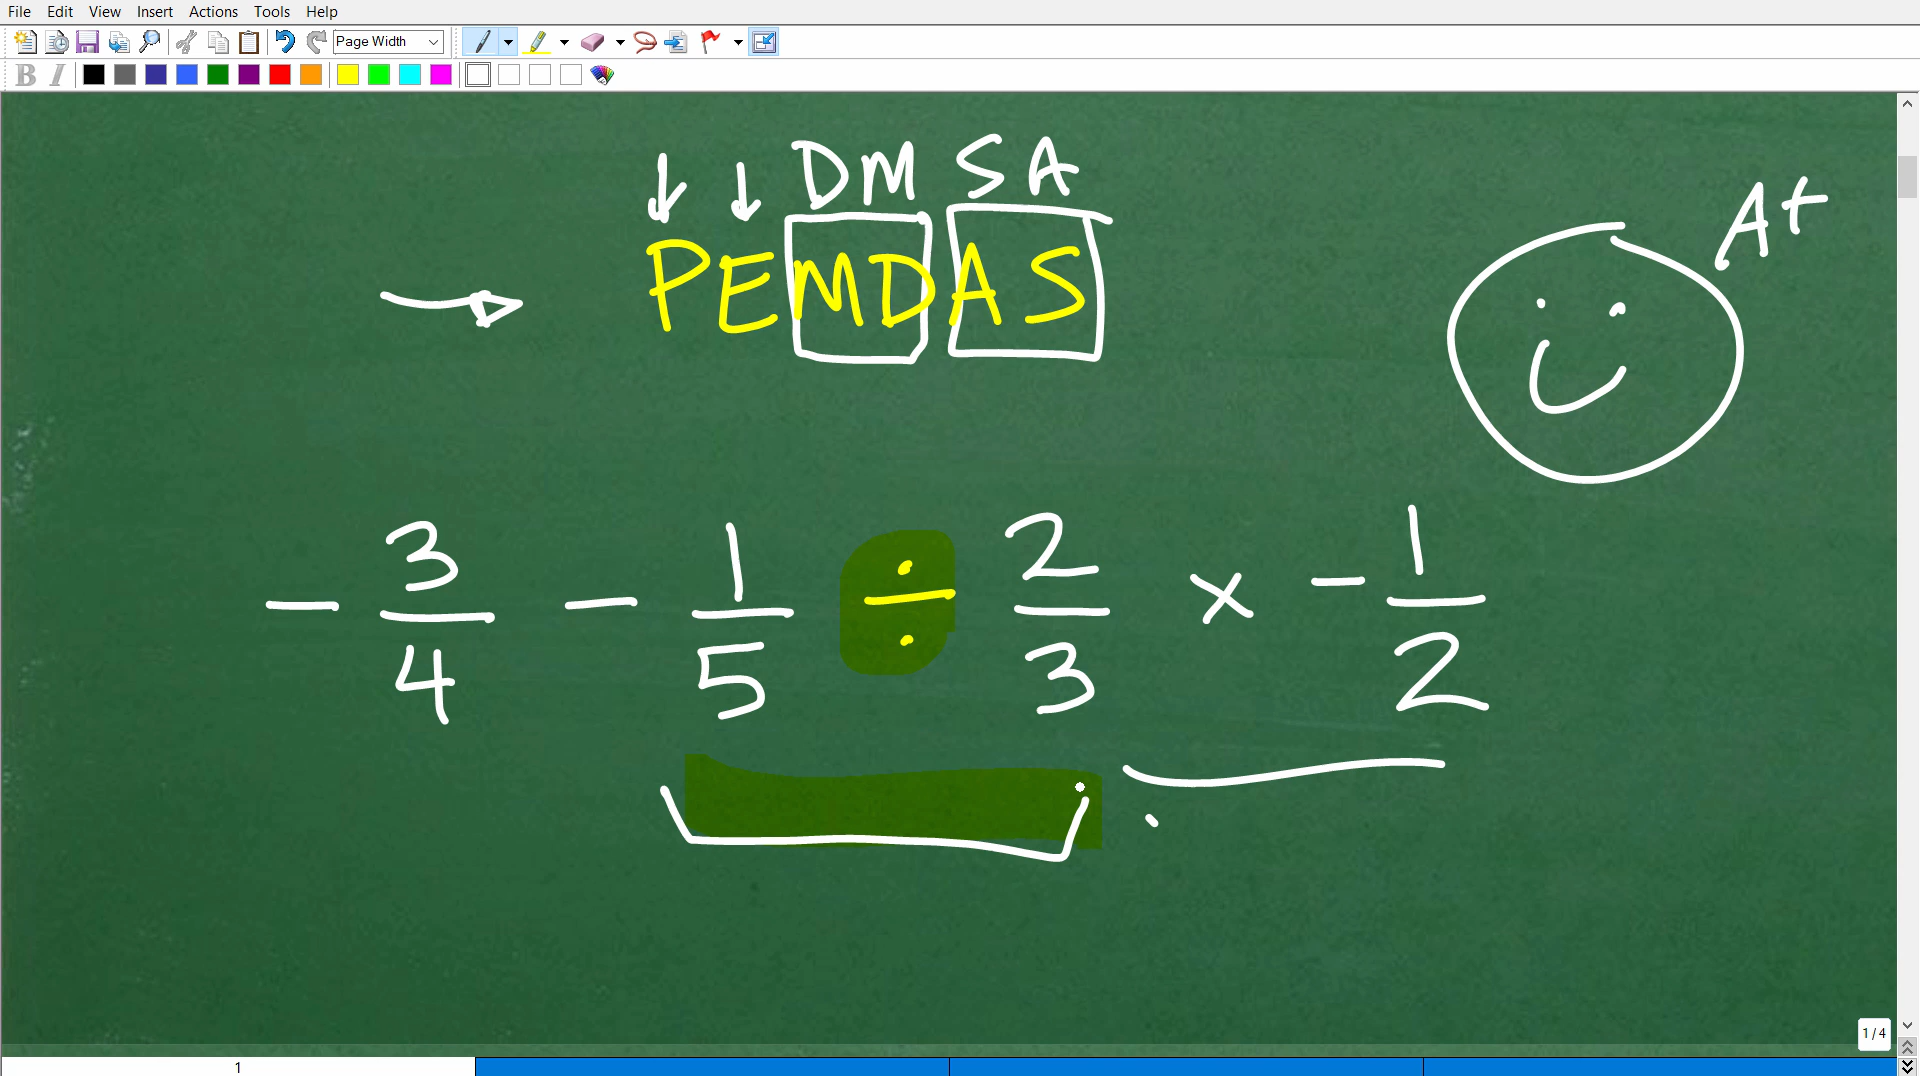 File Edit View Insert Actions Tools Help
Page Width
B I
DM SA
PEMDAS
A+
- 3/4 - 1/5 ÷ 2/3 × - 1/2
1 / 4
1